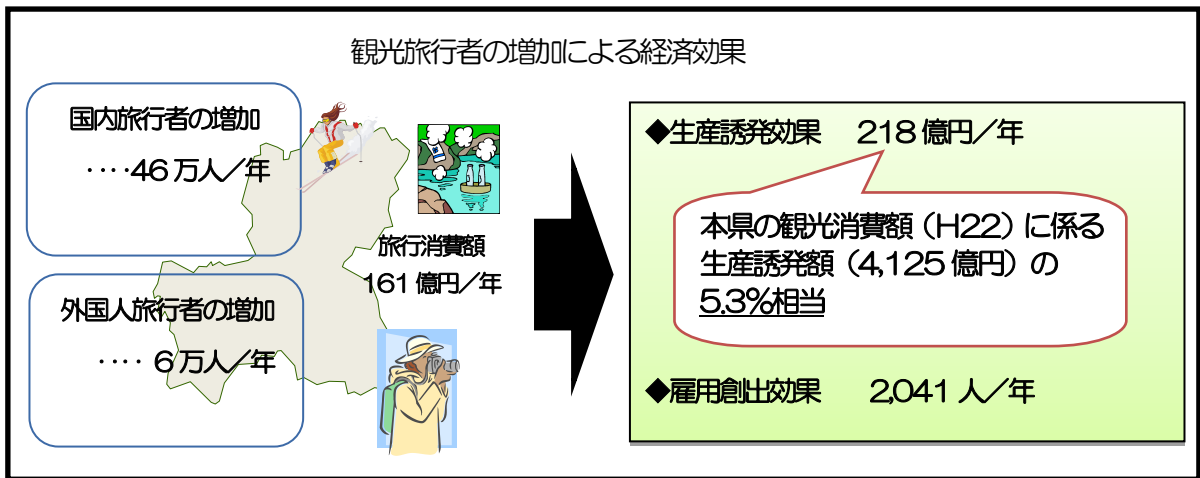 観光旅行者の増加による経済効果
国内旅行者の増加
‥‥46万人／年
旅行消費額
161億円／年
外国人旅行者の増加
‥‥ 6万人／年
◆生産誘発効果 218億円／年
本県の観光消費額（H22）に係る
生産誘発額（4,125億円）の
5.3%相当
◆雇用創出効果 2,041人／年